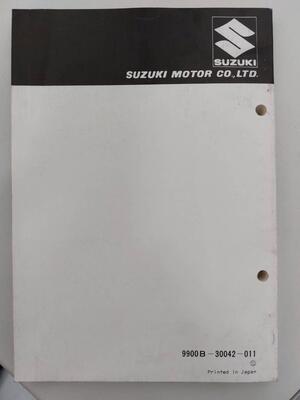 SUZUKI
SUZUKI MOTOR CO.,LTD.
9900B-30042-011
Printed in Japan